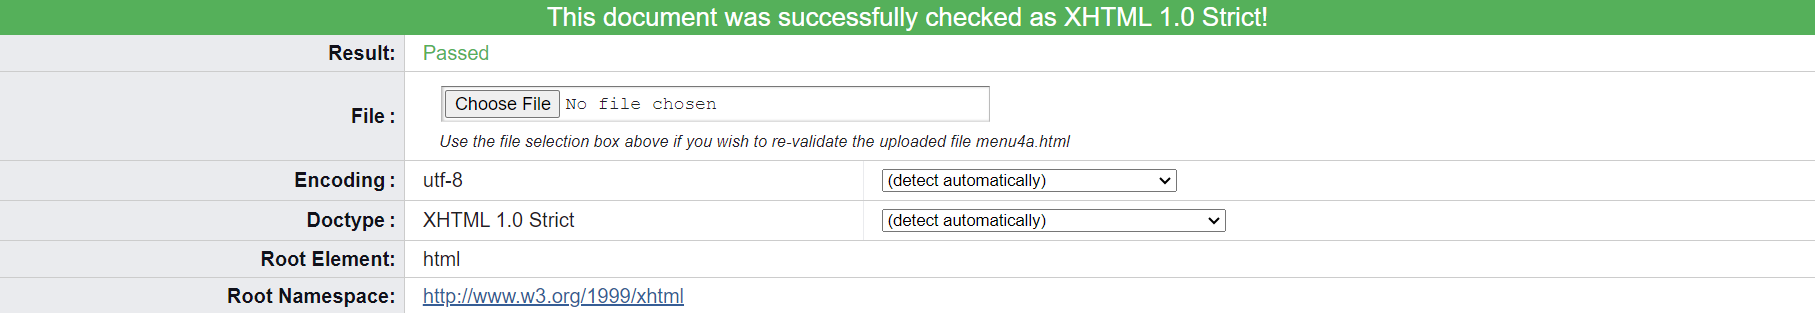 This document was successfully checked as XHTML 1.0 Strict!
Result: Passed
File : Choose File No file chosen
Use the file selection box above if you wish to re-validate the uploaded file menu4a.html
Encoding : utf-8 (detect automatically)
Doctype : XHTML 1.0 Strict (detect automatically)
Root Element: html
Root Namespace: http://www.w3.org/1999/xhtml